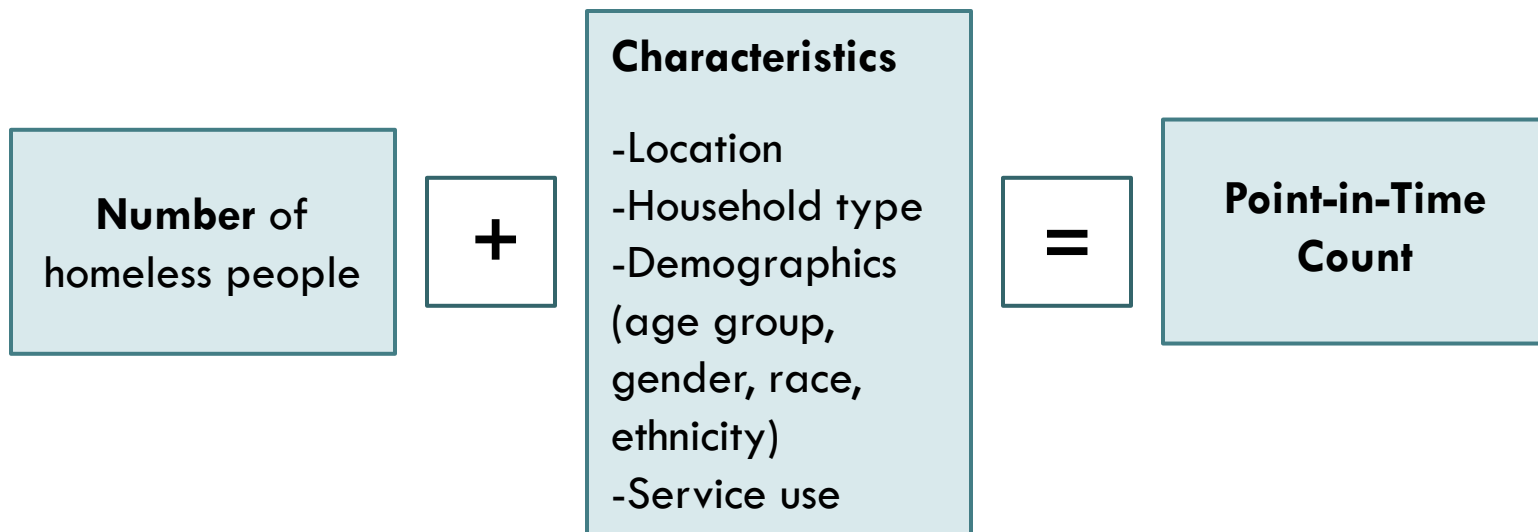 Number of
homeless people
+
Characteristics
-Location
-Household type
-Demographics
(age group,
gender, race,
ethnicity)
-Service use
=
Point-in-Time
Count